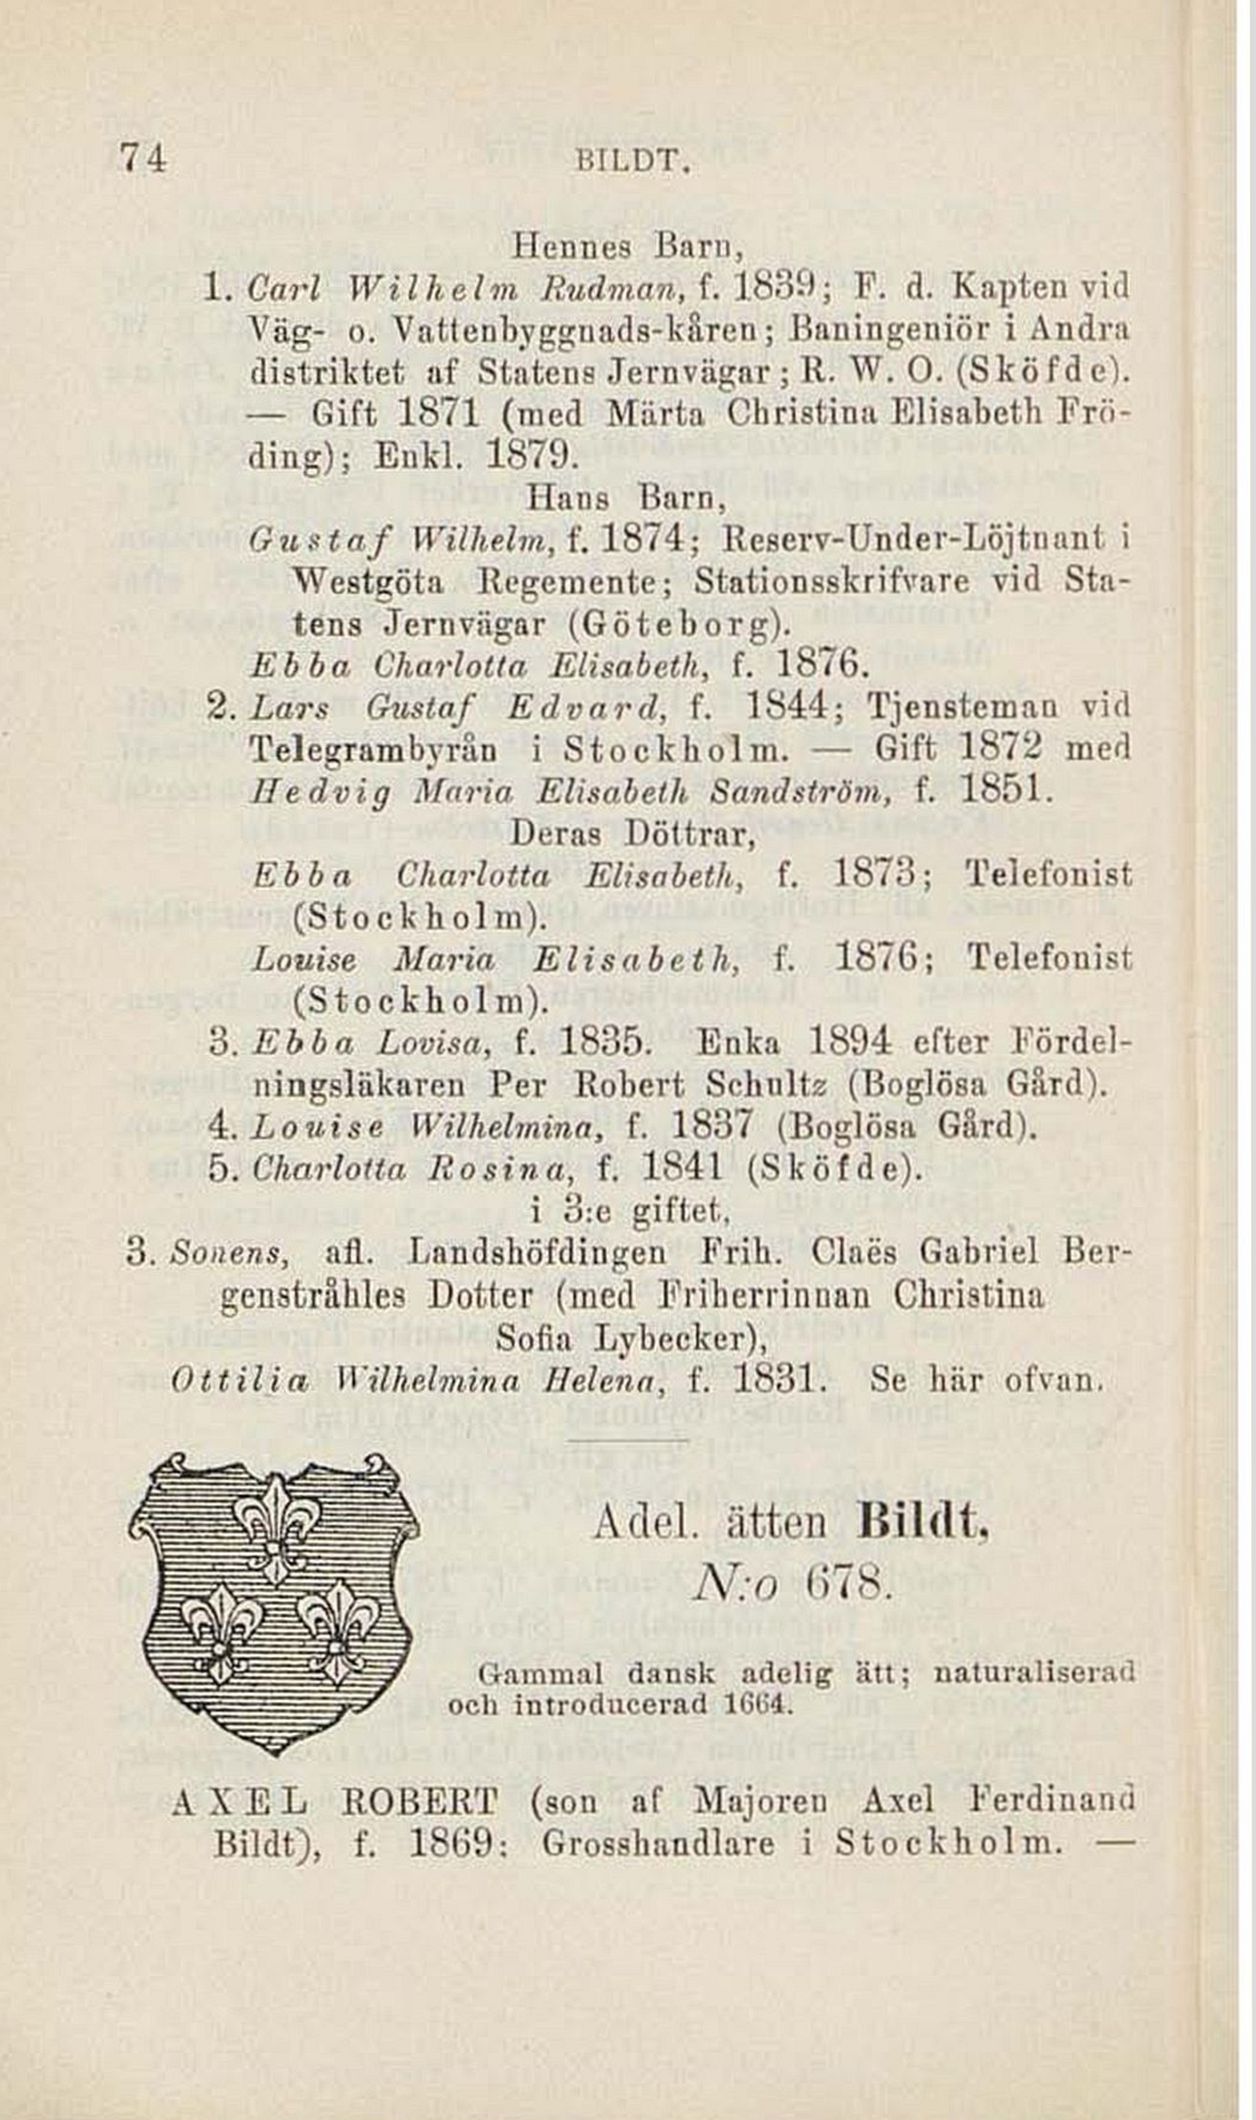 74 BILDT.
Hennes Barn,
1. Carl Wilhelm Rudman, f. 1839; F. d. Kapten vid
Väg- o. Vattenbyggnads-kåren; Baningeniör i Andra
distriktet af Statens Jernvägar; R. W. O. (Sköfde).
— Gift 1871 (med Märta Christina Elisabeth Frö-
ding); Enkl. 1879.
Hans Barn,
Gustaf Wilhelm, f. 1874; Reserv-Under-Löjtnant i
Westgöta Regemente; Stationsskrifvare vid Sta-
tens Jernvägar (Göteborg).
Ebba Charlotta Elisabeth, f. 1876.
2. Lars Gustaf Edvard, f. 1844; Tjensteman vid
Telegrambyrån i Stockholm. — Gift 1872 med
Hedvig Maria Elisabeth Sandström, f. 1851.
Deras Döttrar,
Ebba Charlotta Elisabeth, f. 1873; Telefonist
(Stockholm).
Louise Maria Elisabeth, f. 1876; Telefonist
(Stockholm).
3. Ebba Lovisa, f. 1835. Enka 1894 efter Fördel-
ningsläkaren Per Robert Schultz (Boglösa Gård).
4. Louise Wilhelmina, f. 1837 (Boglösa Gård).
5. Charlotta Rosina, f. 1841 (Sköfde).
i 3:e giftet,
3. Sonens, afl. Landshöfdingen Frih. Claës Gabriel Ber-
genstråhles Dotter (med Friherrinnan Christina
Sofia Lybecker),
Ottilia Wilhelmina Helena, f. 1831. Se här ofvan.
Adel. ätten Bildt,
N:o 678.
Gammal dansk adelig ätt; naturaliserad
och introducerad 1664.
AXEL ROBERT (son af Majoren Axel Ferdinand
Bildt), f. 1869: Grosshandlare i Stockholm. —